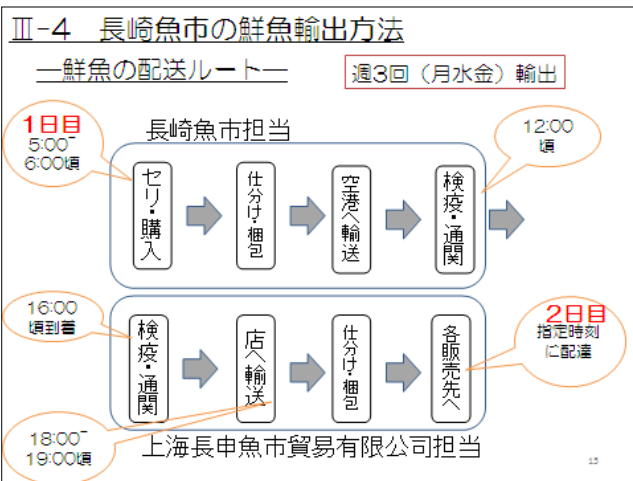 Ⅲ-4　長崎魚市の鮮魚輸出方法
―鮮魚の配送ルート―
週3回（月水金）輸出
1日目
5:00~
6:00頃
長崎魚市担当
12:00
頃
セリ・購入
仕分け・梱包
空港へ輸送
検疫・通関
16:00
頃到着
検疫・通関
店へ輸送
仕分け・梱包
各販売先へ
2日目
指定時刻
に配達
18:00~
19:00頃
上海長申魚市貿易有限公司担当
15